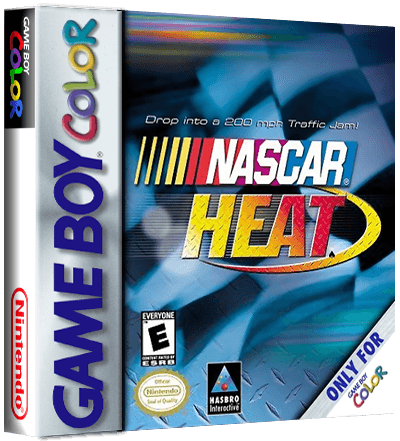 GAME BOY
COLOR
Nintendo
GAME BOY COLOR
Drop into a 200 mph Traffic Jam!
NASCAR
HEAT
EVERYONE
E
CONTENT RATED BY
ESRB
Official
Nintendo
Seal of Quality
HASBRO
Interactive
ONLY FOR
GAME BOY
COLOR